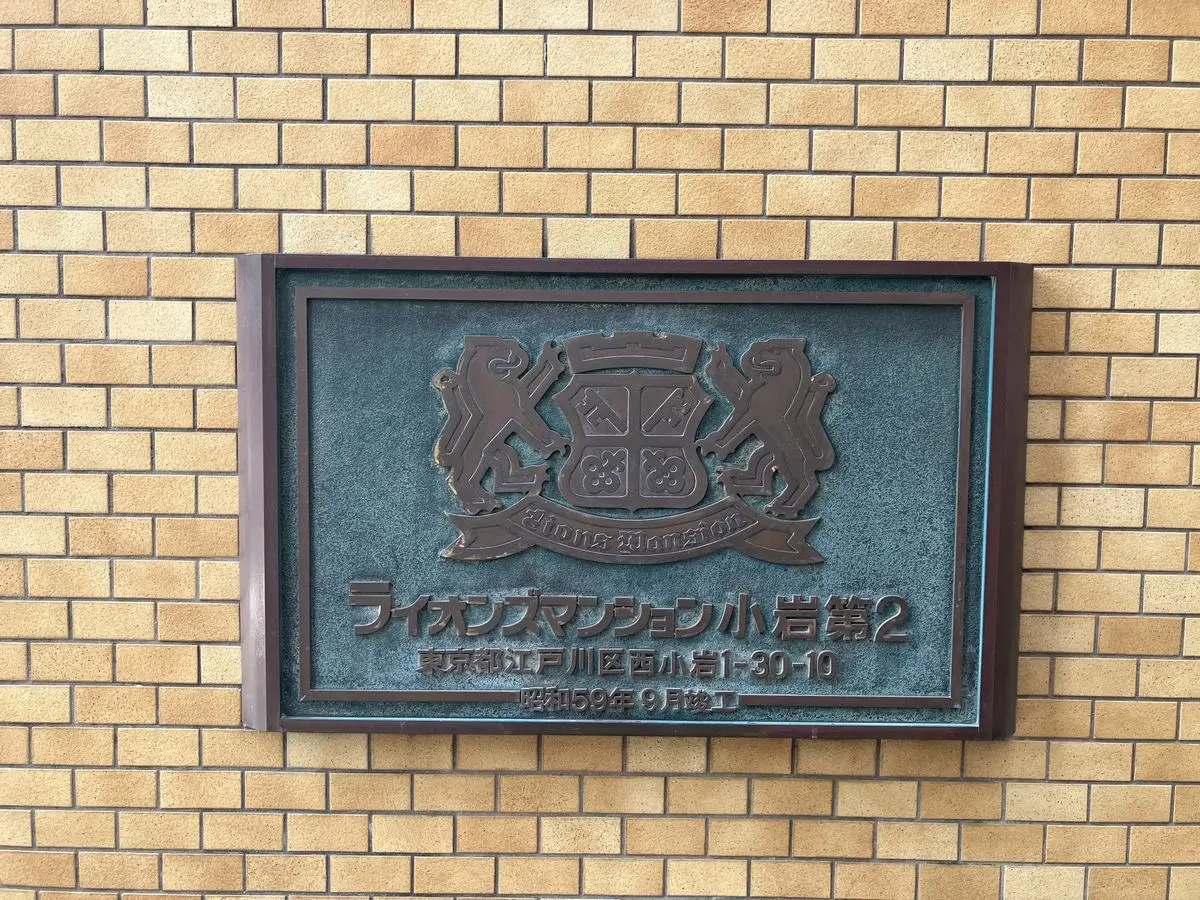 Lions Mansion
ライオンズマンション小岩第2
東京都江戸川区西小岩1-30-10
昭和59年9月竣工